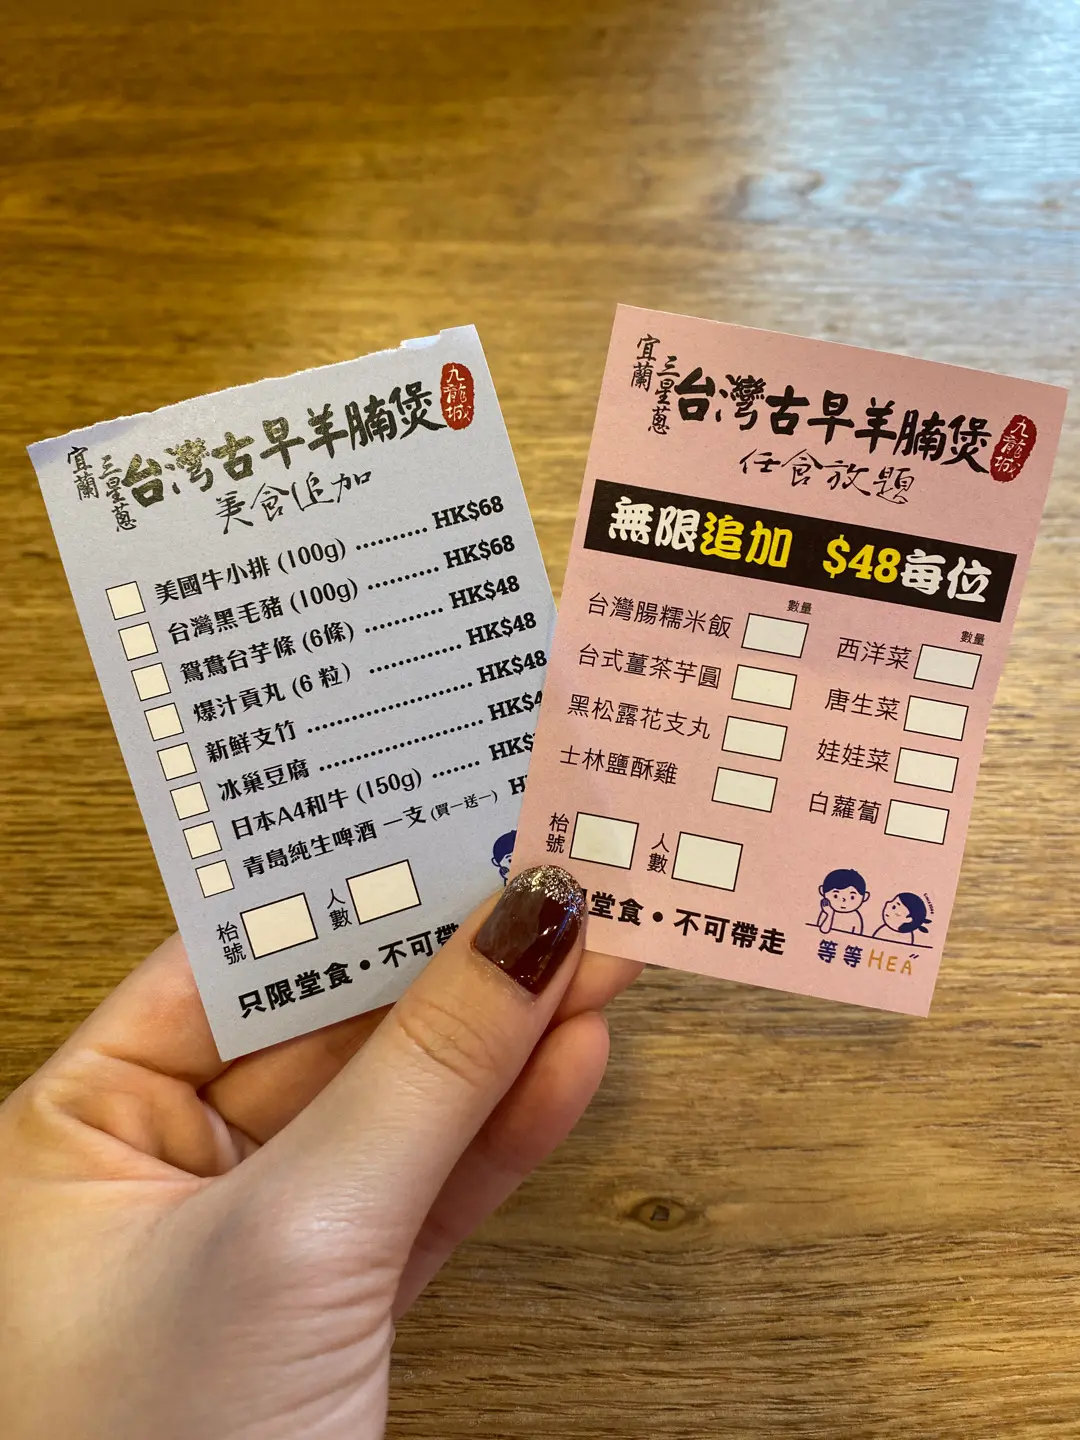 宜蘭
三星蔥
台灣古早羊腩煲
九龍城
美食追加
美國牛小排 (100g) .......... HK$68
台灣黑毛豬 (100g) .......... HK$68
鴛鴦台芋條 (6條) ........... HK$48
爆汁貢丸 (6 粒) ............. HK$48
新鮮支竹 ........................ HK$48
冰巢豆腐 ........................ HK$4
日本A4和牛 (150g) ....... HK$
青島純生啤酒 一支 (買一送一) H
枱號
人數
只限堂食 • 不可帶
宜蘭
三星蔥
台灣古早羊腩煲
九龍城
任食放題
無限追加 $48每位
數量
數量
台灣腸糯米飯
西洋菜
台式薑茶芋圓
唐生菜
黑松露花支丸
娃娃菜
士林鹽酥雞
白蘿蔔
枱號
人數
堂食 • 不可帶走
等等HEA